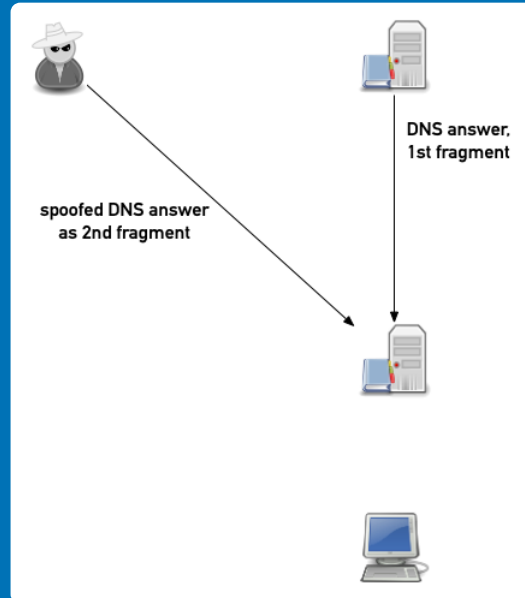 DNS answer,
1st fragment
spoofed DNS answer
as 2nd fragment